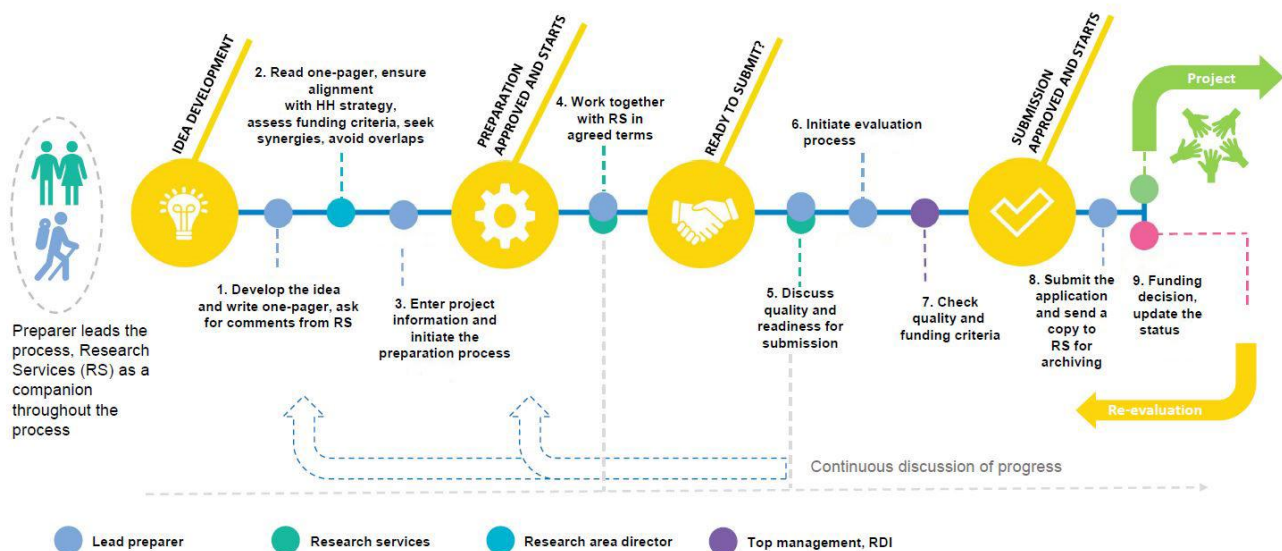 IDEA DEVELOPMENT
2. Read one-pager, ensure
alignment
with HH strategy,
assess funding criteria, seek
synergies, avoid overlaps
PREPARATION
APPROVED AND STARTS
4. Work together
with RS in
agreed terms
READY TO SUBMIT?
6. Initiate evaluation
process
SUBMISSION
APPROVED AND STARTS
Project
1. Develop the idea
and write one-pager, ask
for comments from RS
3. Enter project
information and
initiate the
preparation process
5. Discuss
quality and
readiness for
submission
7. Check
quality and
funding criteria
8. Submit the
application
and send a
copy to
RS for
archiving
9. Funding
decision,
update the
status
Preparer leads the
process, Research
Services (RS) as a
companion
throughout the
process
Re-evaluation
Continuous discussion of progress
Lead preparer
Research services
Research area director
Top management, RDI